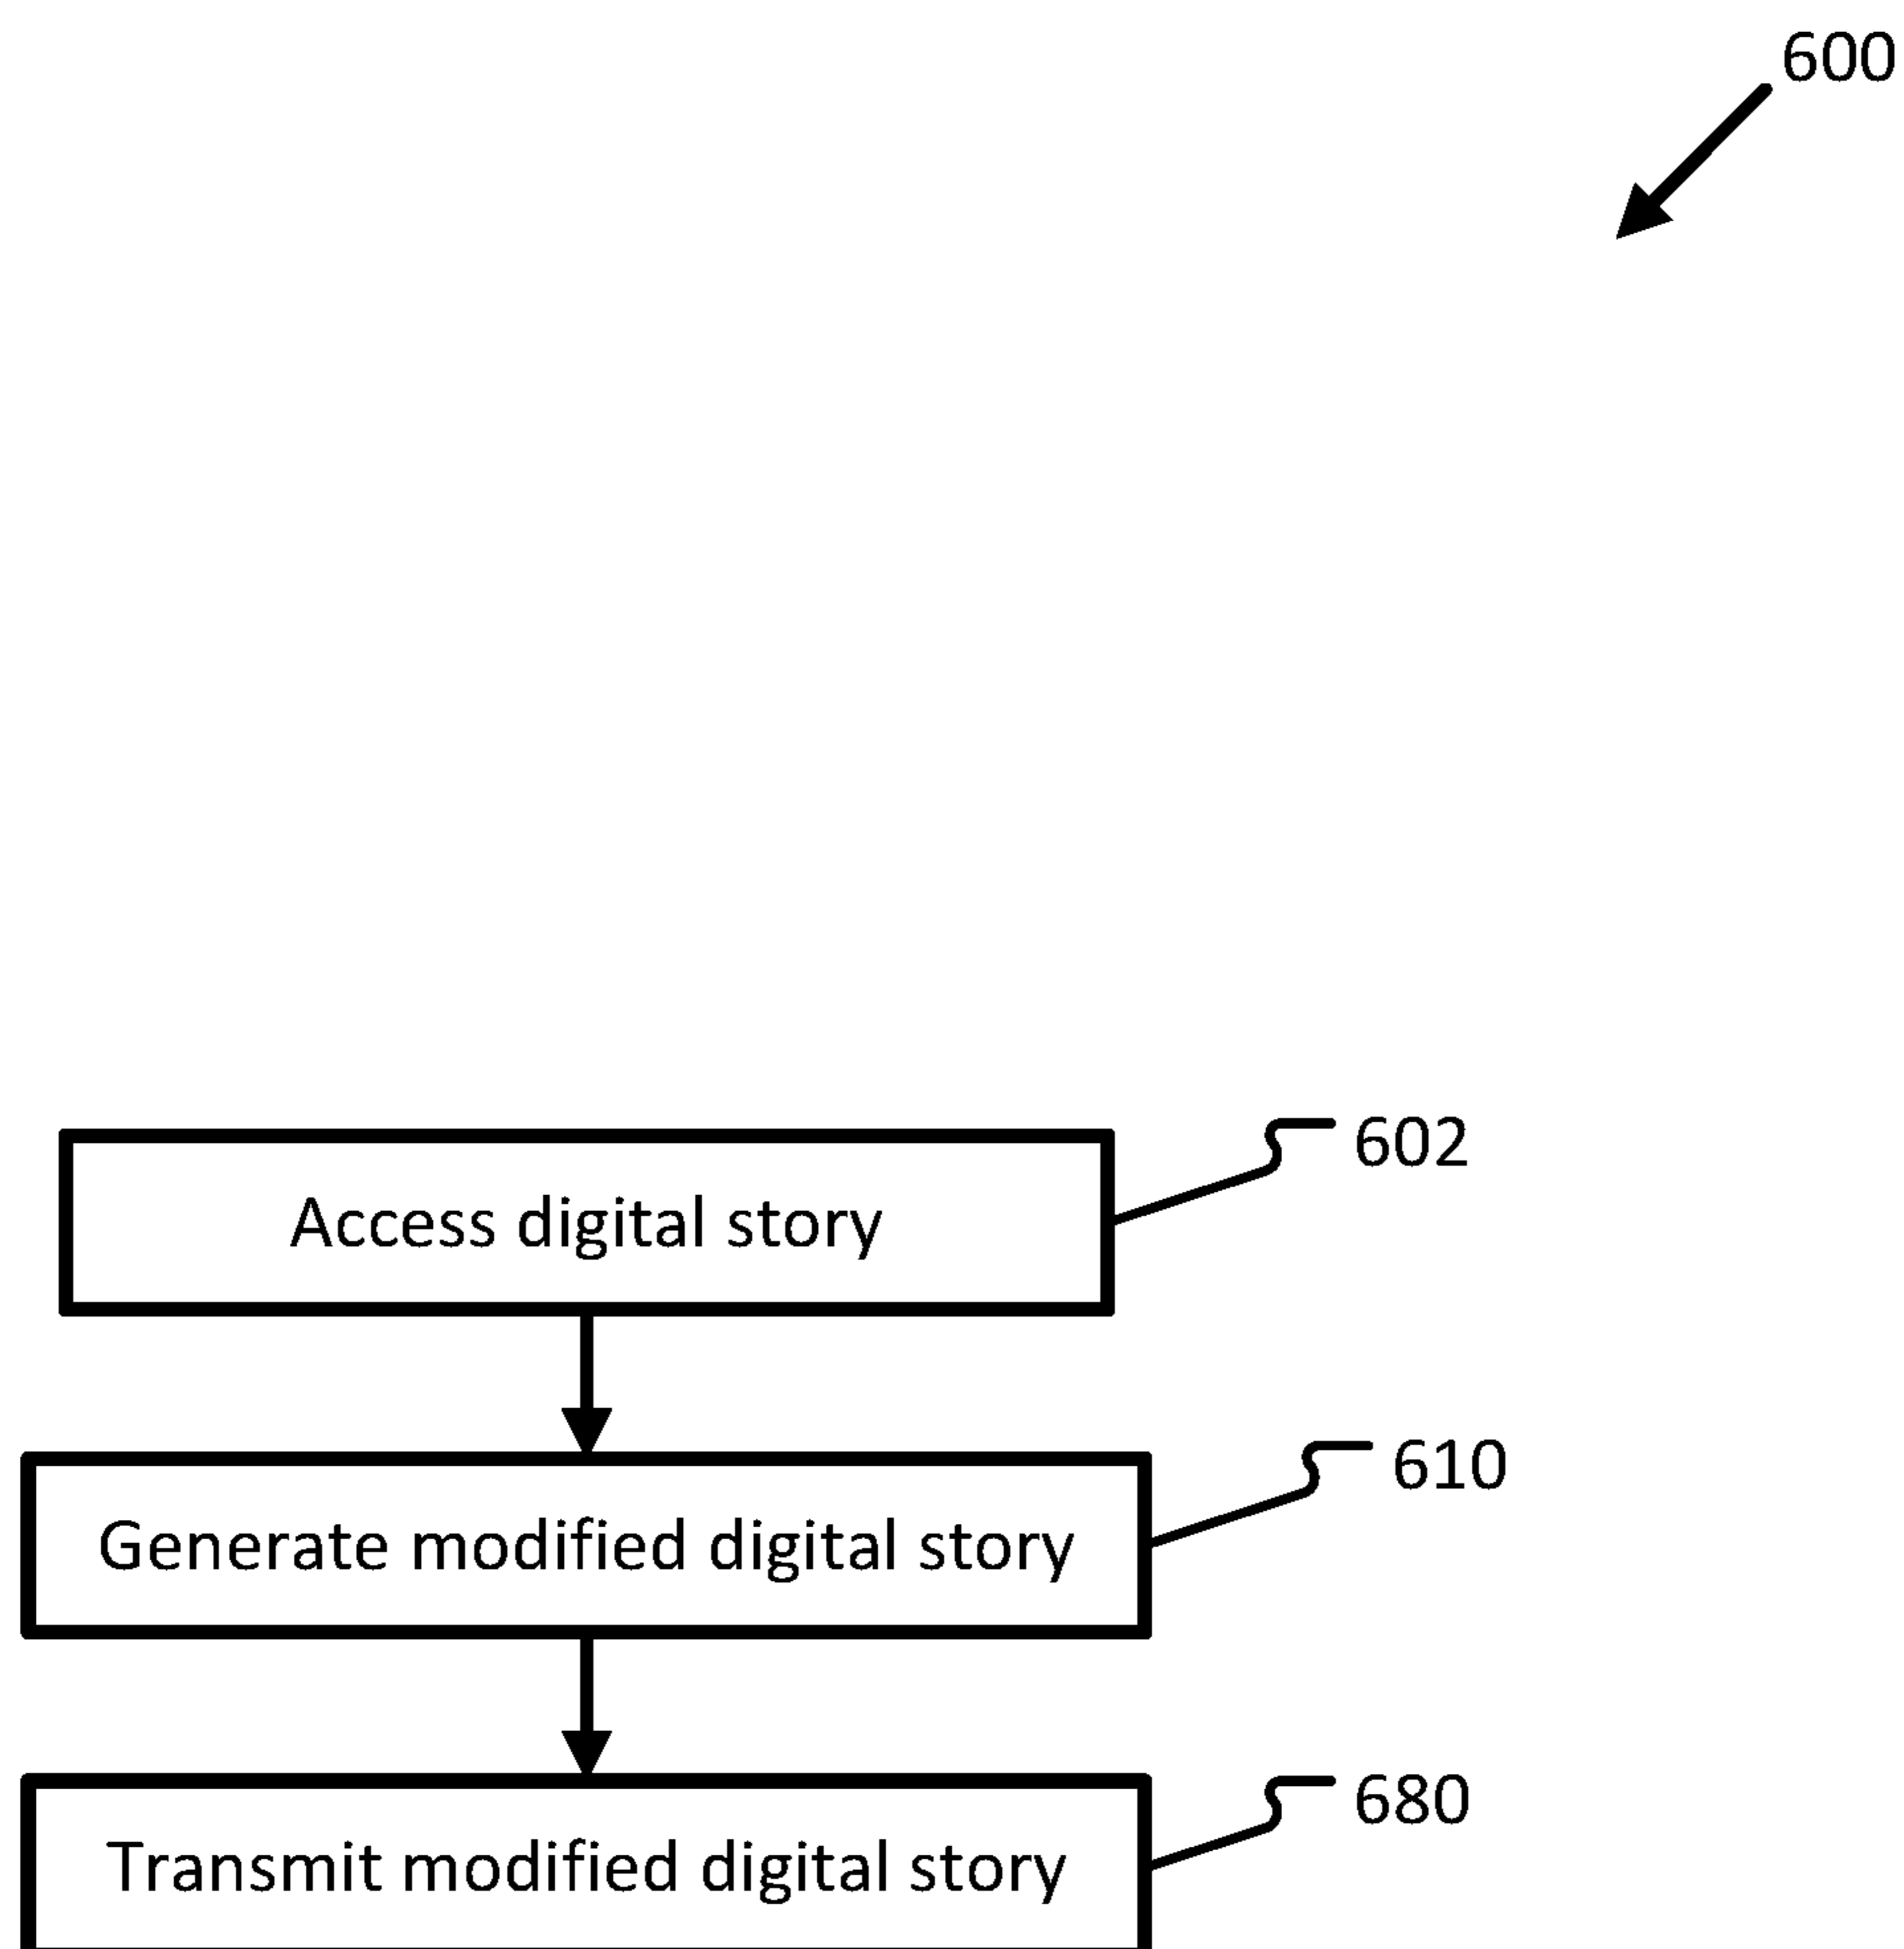 600
602
Access digital story
610
Generate modified digital story
680
Transmit modified digital story